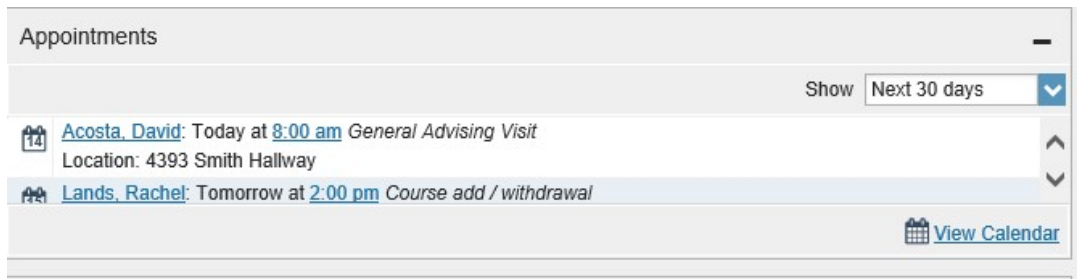 Appointments
Show Next 30 days
14 Acosta, David: Today at 8:00 am General Advising Visit
Location: 4393 Smith Hallway
Lands, Rachel: Tomorrow at 2:00 pm Course add / withdrawal
View Calendar